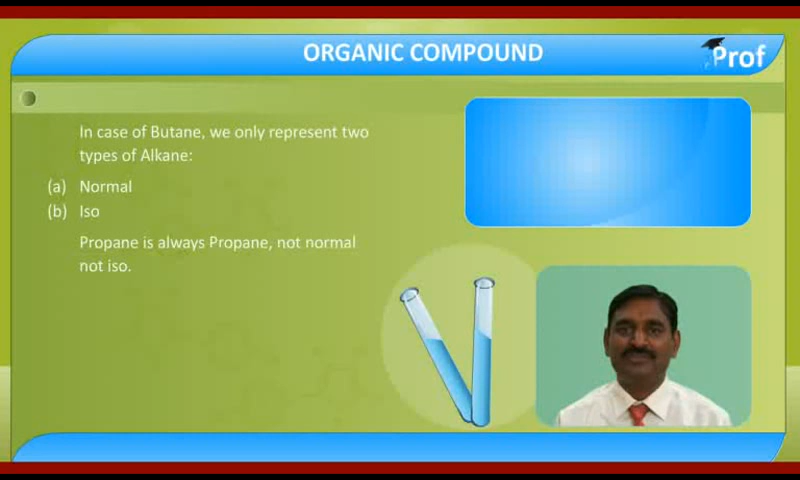 ORGANIC COMPOUND
Prof
In case of Butane, we only represent two
types of Alkane:
(a) Normal
(b) Iso
Propane is always Propane, not normal
not iso.